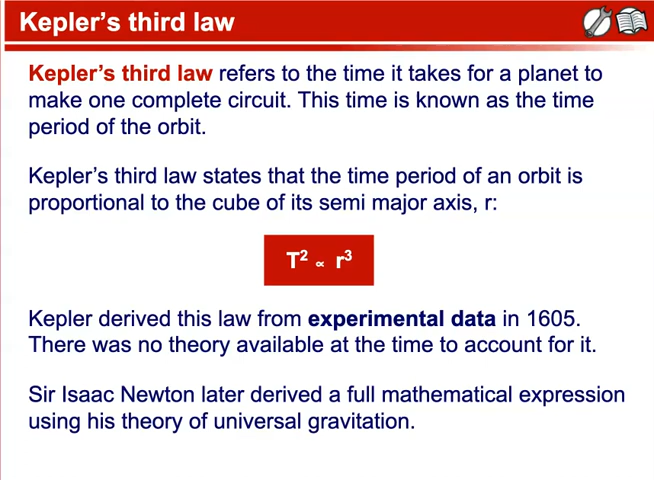 Kepler's third law
Kepler's third law refers to the time it takes for a planet to
make one complete circuit. This time is known as the time
period of the orbit.
Kepler's third law states that the time period of an orbit is
proportional to the cube of its semi major axis, r:
T² ∝ r³
Kepler derived this law from experimental data in 1605.
There was no theory available at the time to account for it.
Sir Isaac Newton later derived a full mathematical expression
using his theory of universal gravitation.